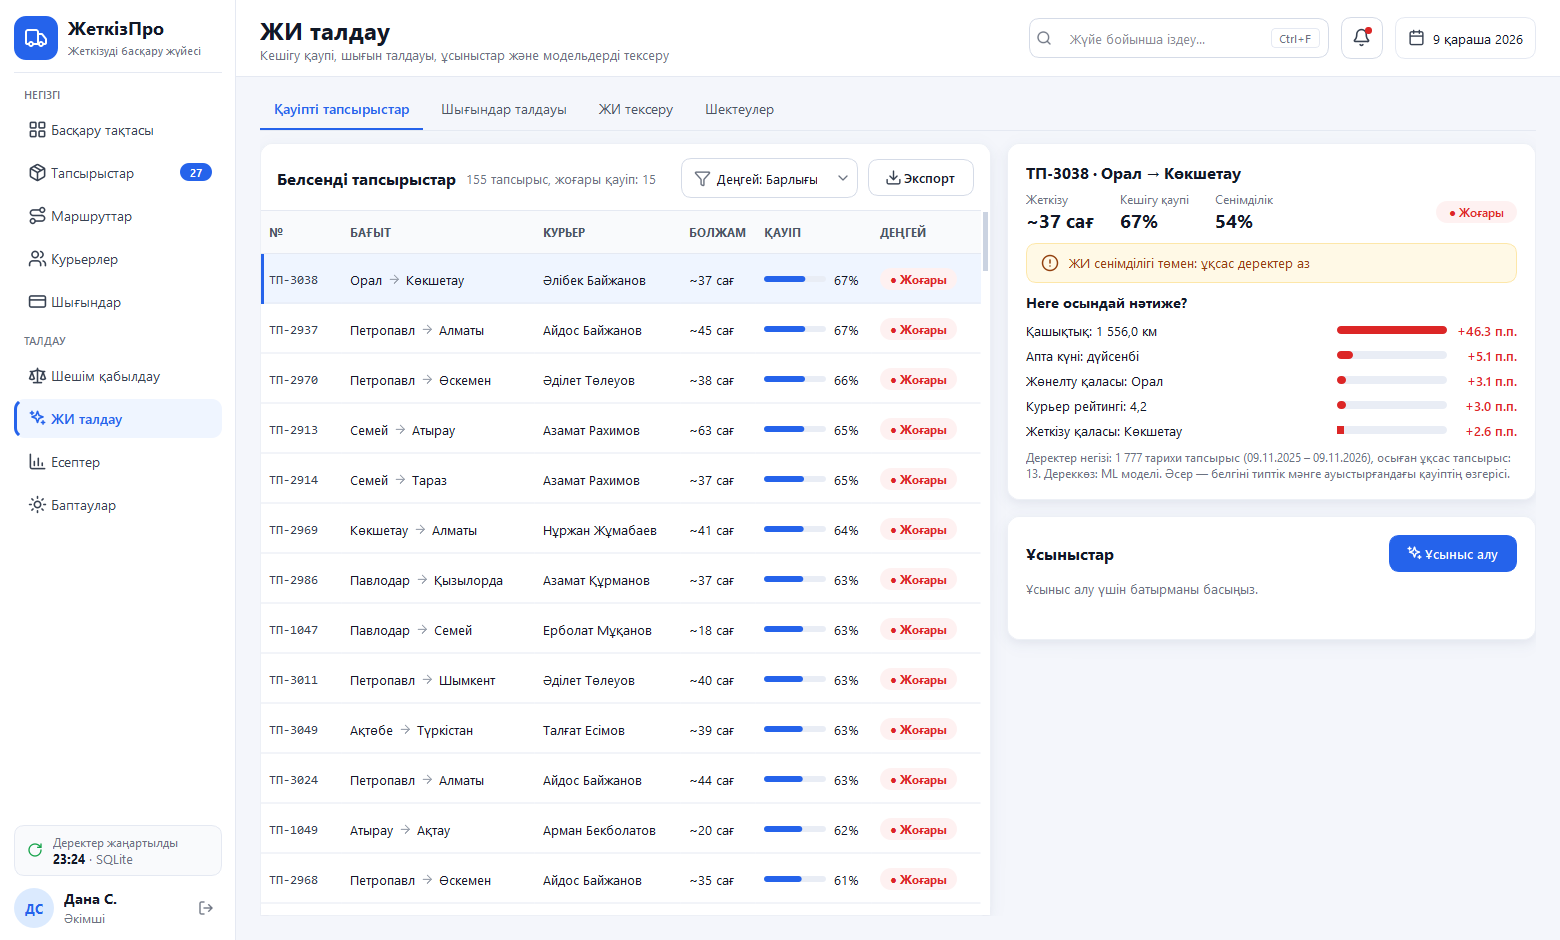 ЖеткізПро
Жеткізуді басқару жүйесі
НЕГІЗГІ
Басқару тақтасы
Тапсырыстар 27
Маршруттар
Курьерлер
Шығындар
ТАЛДАУ
Шешім қабылдау
ЖИ талдау
Есептер
Баптаулар
Деректер жаңартылды
23:24 · SQLite
ДС
Дана С.
Әкімші
ЖИ талдау
Кешігу қаупі, шығын талдауы, ұсыныстар және модельдерді тексеру
Жүйе бойынша іздеу... Ctrl+F
9 қараша 2026
Қауіпті тапсырыстар Шығындар талдауы ЖИ тексеру Шектеулер
Белсенді тапсырыстар 155 тапсырыс, жоғары қауіп: 15 Деңгей: Барлығы Экспорт
№ БАҒЫТ КУРЬЕР БОЛЖАМ ҚАУІП ДЕҢГЕЙ
ТП-3038 Орал → Көкшетау Әлібек Байжанов ~37 сағ 67% • Жоғары
ТП-2937 Петропавл → Алматы Айдос Байжанов ~45 сағ 67% • Жоғары
ТП-2970 Петропавл → Өскемен Әділет Төлеуов ~38 сағ 66% • Жоғары
ТП-2913 Семей → Атырау Азамат Рахимов ~63 сағ 65% • Жоғары
ТП-2914 Семей → Тараз Азамат Рахимов ~37 сағ 65% • Жоғары
ТП-2969 Көкшетау → Алматы Нұржан Жұмабаев ~41 сағ 64% • Жоғары
ТП-2986 Павлодар → Қызылорда Азамат Құрманов ~37 сағ 63% • Жоғары
ТП-1047 Павлодар → Семей Ерболат Мұқанов ~18 сағ 63% • Жоғары
ТП-3011 Петропавл → Шымкент Әділет Төлеуов ~40 сағ 63% • Жоғары
ТП-3049 Ақтөбе → Түркістан Талғат Есімов ~39 сағ 63% • Жоғары
ТП-3024 Петропавл → Алматы Айдос Байжанов ~44 сағ 63% • Жоғары
ТП-1049 Атырау → Ақтау Арман Бекболатов ~20 сағ 62% • Жоғары
ТП-2968 Петропавл → Өскемен Айдос Байжанов ~35 сағ 61% • Жоғары
ТП-3038 · Орал → Көкшетау
Жеткізу Кешігу қаупі Сенімділік
~37 сағ 67% 54% • Жоғары
ЖИ сенімділігі төмен: ұқсас деректер аз
Неге осындай нәтиже?
Қашықтық: 1 556,0 км +46.3 п.п.
Апта күні: дүйсенбі +5.1 п.п.
Жөнелту қаласы: Орал +3.1 п.п.
Курьер рейтингі: 4,2 +3.0 п.п.
Жеткізу қаласы: Көкшетау +2.6 п.п.
Деректер негізі: 1 777 тарихи тапсырыс (09.11.2025 – 09.11.2026), осыған ұқсас тапсырыс:
13. Дереккөз: ML моделі. Әсер — белгіні типтік мәнге ауыстырғандағы қауіптің өзгерісі.
Ұсыныстар Ұсыныс алу
Ұсыныс алу үшін батырманы басыңыз.